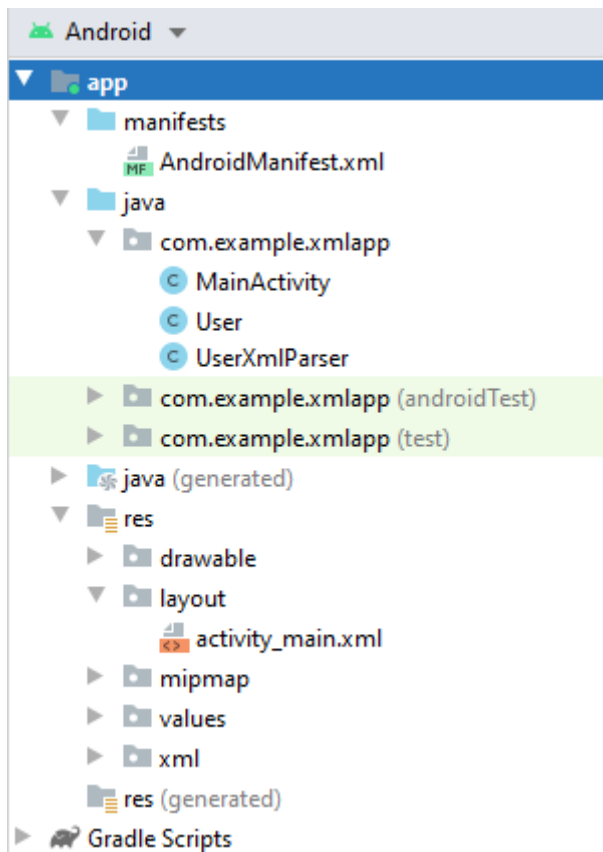 Android
app
manifests
MF AndroidManifest.xml
java
com.example.xmlapp
C MainActivity
C User
C UserXmlParser
com.example.xmlapp (androidTest)
com.example.xmlapp (test)
java (generated)
res
drawable
layout
<> activity_main.xml
mipmap
values
xml
res (generated)
Gradle Scripts